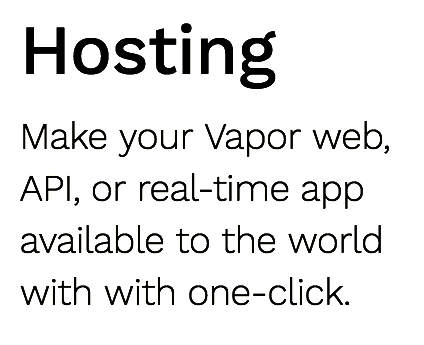 Hosting
Make your Vapor web,
API, or real-time app
available to the world
with with one-click.